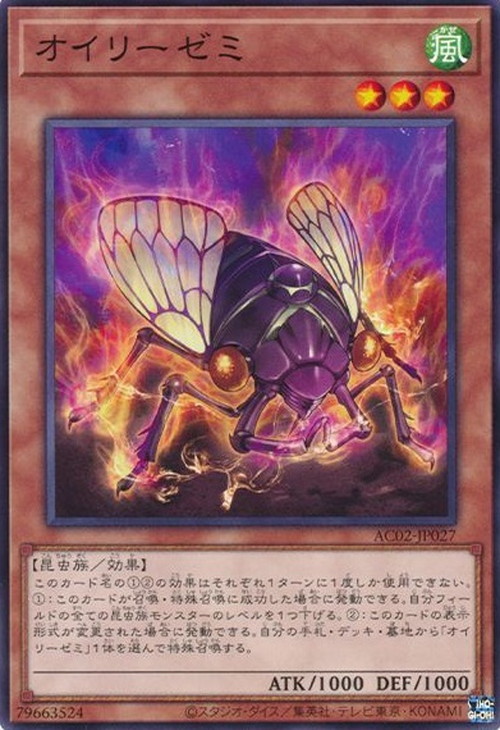 オイリーゼミ
風
AC02-JP027
【昆虫族/効果】
このカード名の①②の効果はそれぞれ1ターンに1度しか使用できない。
①:このカードが召喚・特殊召喚に成功した場合に発動できる。自分フィー
ルドの全ての昆虫族モンスターのレベルを1つ下げる。②:このカードの表示
形式が変更された場合に発動できる。自分の手札・デッキ・墓地から「オイ
リーゼミ」1体を選んで特殊召喚する。
ATK/1000 DEF/1000
79663524
©スタジオ・ダイス/集英社・テレビ東京・KONAMI